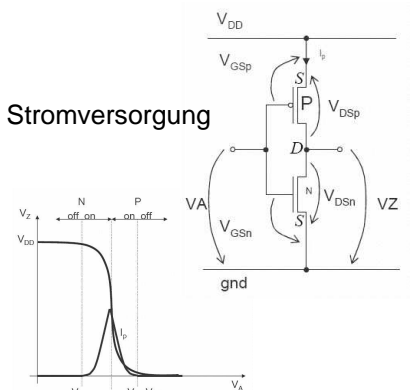 V_DD
V_GSp
I_p
S
Stromversorgung
P
V_DSp
D
VA
V_GSn
N
V_DSn
S
VZ
gnd
N P
V_Z off on on off
V_DD
I_p
V_A